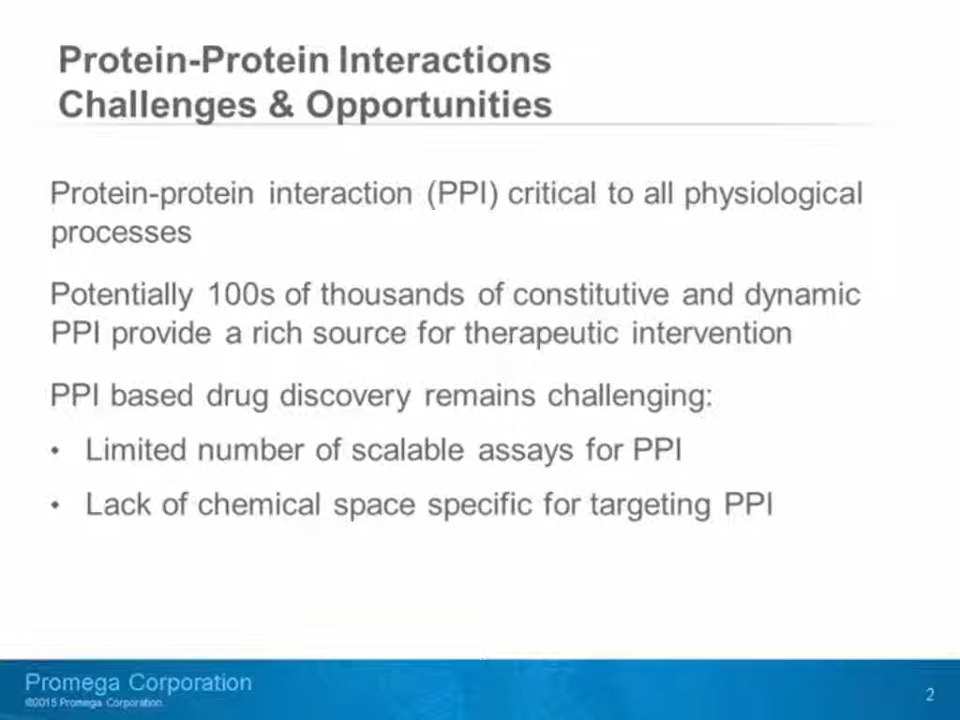 Protein-Protein Interactions
Challenges & Opportunities
Protein-protein interaction (PPI) critical to all physiological
processes
Potentially 100s of thousands of constitutive and dynamic
PPI provide a rich source for therapeutic intervention
PPI based drug discovery remains challenging:
• Limited number of scalable assays for PPI
• Lack of chemical space specific for targeting PPI
Promega Corporation
©2015 Promega Corporation.
2